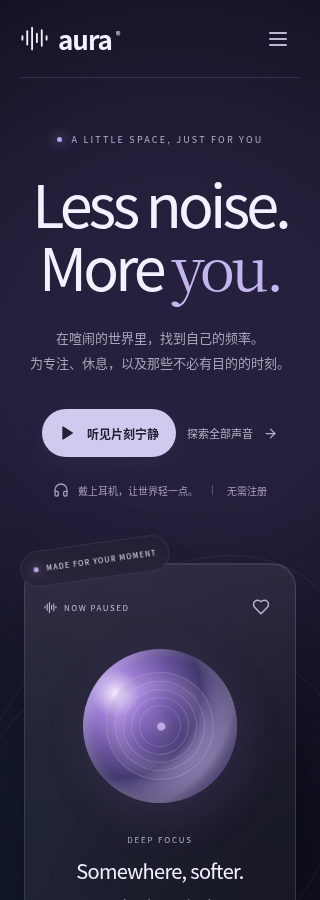 aura®
A LITTLE SPACE, JUST FOR YOU
Less noise.
More you.
在喧闹的世界里，找到自己的频率。
为专注、休息，以及那些不必有目的的时刻。
听见片刻宁静 探索全部声音 →
戴上耳机，让世界轻一点。 | 无需注册
MADE FOR YOUR MOMENT
NOW PAUSED
DEEP FOCUS
Somewhere, softer.